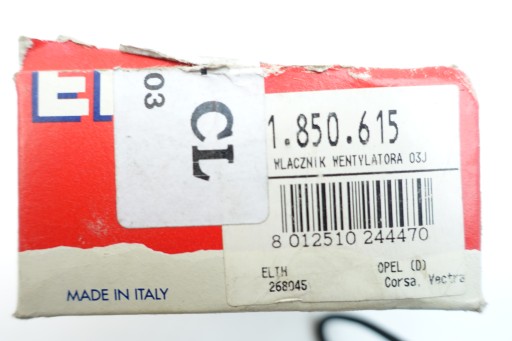 03
CL
1.850.615
WLACZNIK WENTYLATORA 03J
8 012510 244470
ELTH OPEL (D)
268045 Corsa, Vectra
MADE IN ITALY